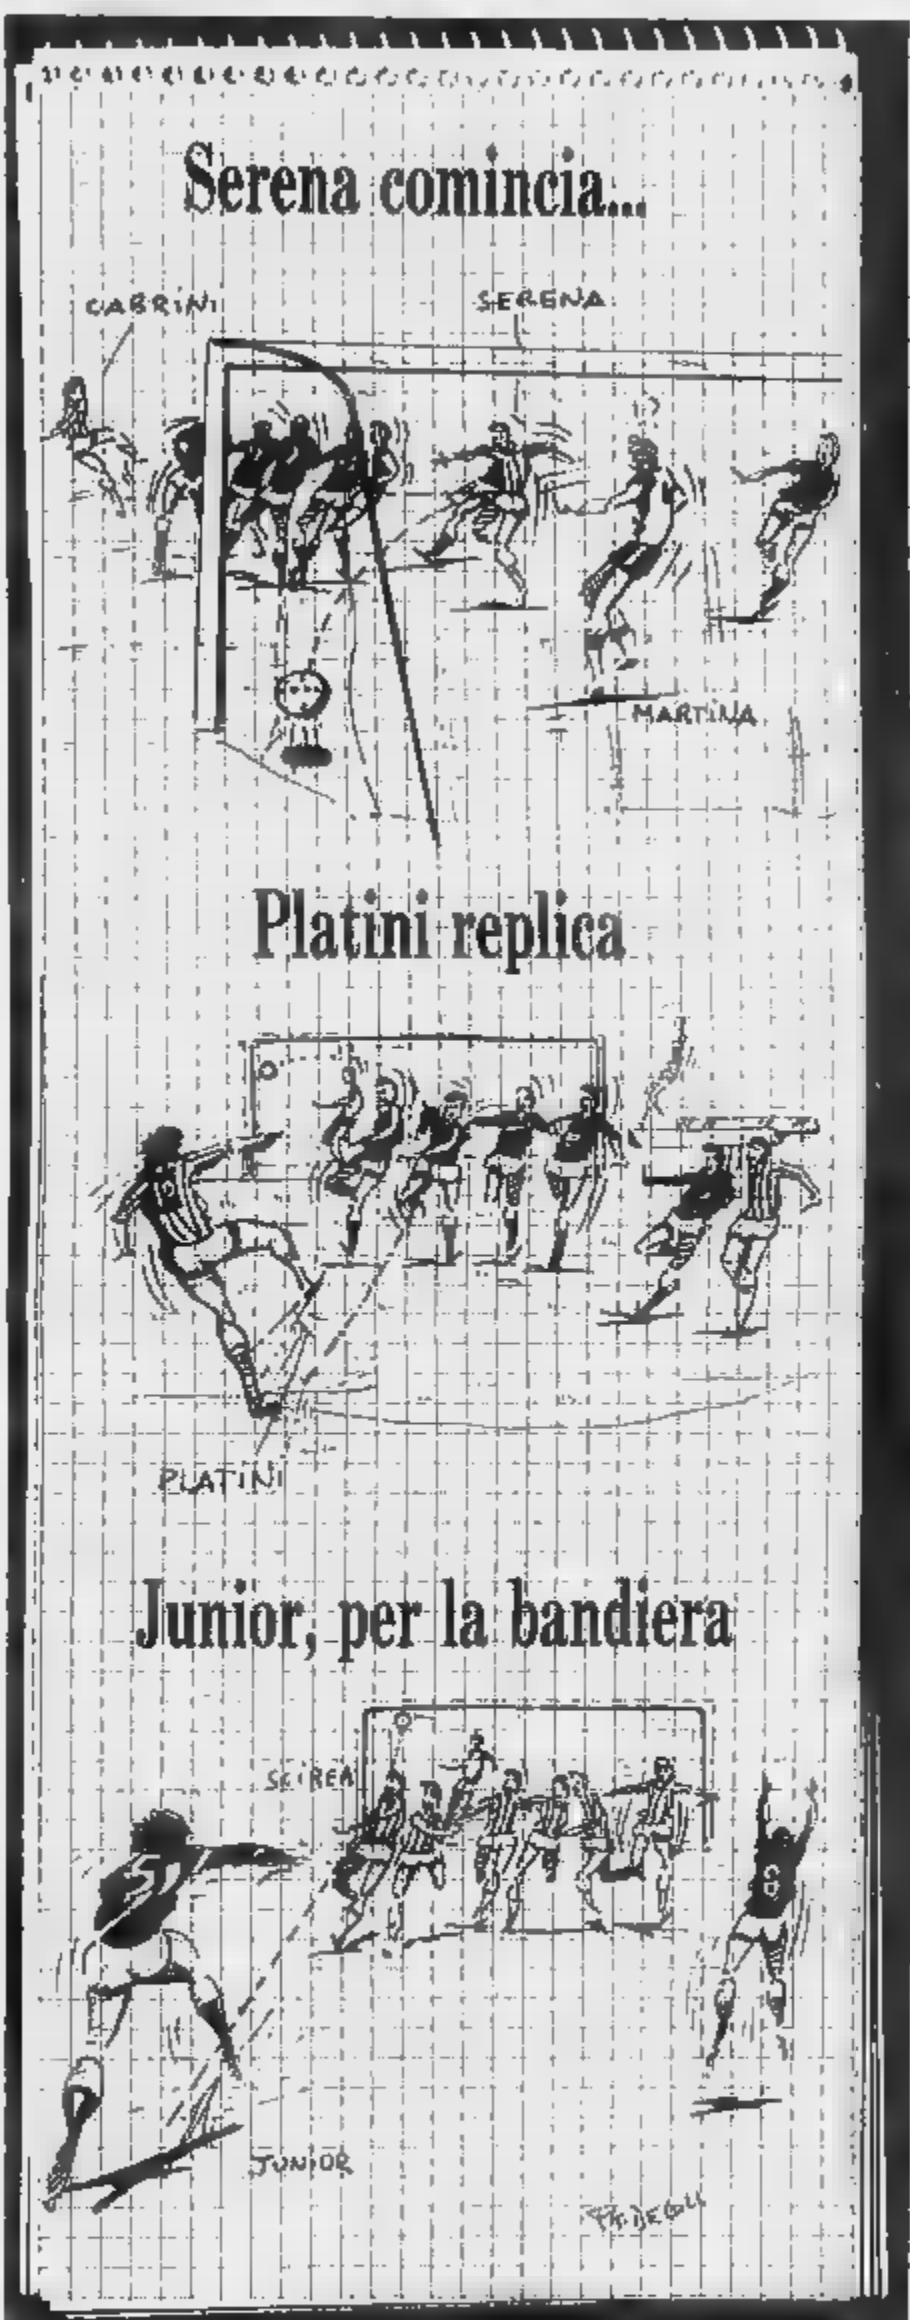 Serena comincia...
CABRINI
SERENA
MARTINA
Platini replica
PLATINI
Junior, per la bandiera
SCIREA
JUNIOR